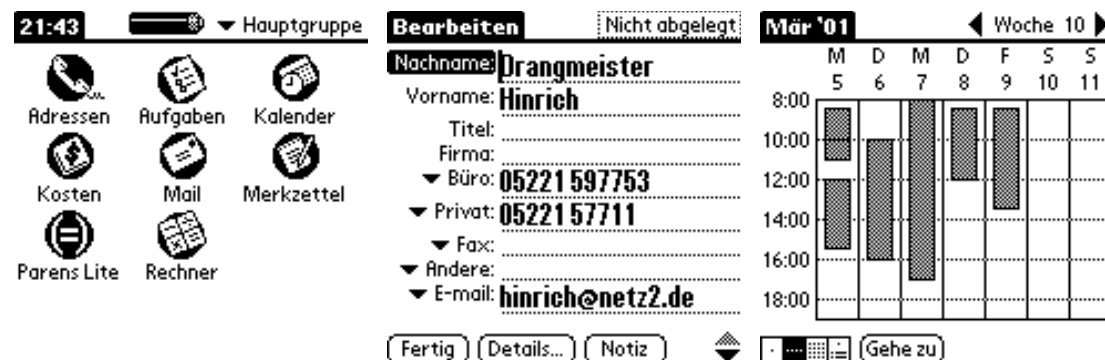 21:43 Hauptgruppe
Adressen Aufgaben Kalender
Kosten Mail Merkzettel
Parens Lite Rechner
Bearbeiten Nicht abgelegt
Nachname: Drangmeister
Vorname: Hinrich
Titel:
Firma:
Büro: 05221 597753
Privat: 05221 57711
Fax:
Andere:
E-mail: hinrich@netz2.de
Fertig Details... Notiz
Mär '01 Woche 10
M D M D F S S
5 6 7 8 9 10 11
8:00
10:00
12:00
14:00
16:00
18:00
Gehe zu